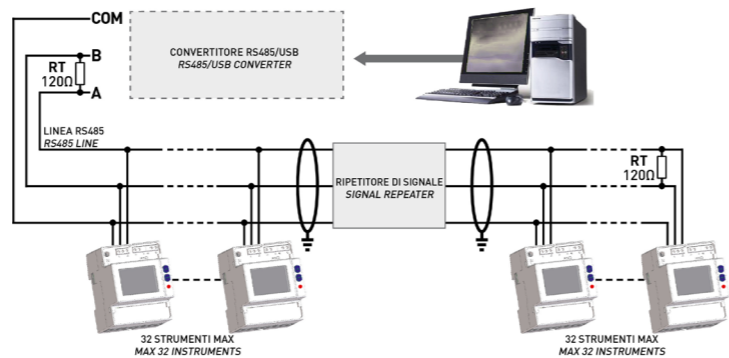 COM
CONVERTITORE RS485/USB
RS485/USB CONVERTER
B
RT
120Ω
A
LINEA RS485
RS485 LINE
RIPETITORE DI SIGNALE
SIGNAL REPEATER
RT
120Ω
32 STRUMENTI MAX
MAX 32 INSTRUMENTS
32 STRUMENTI MAX
MAX 32 INSTRUMENTS